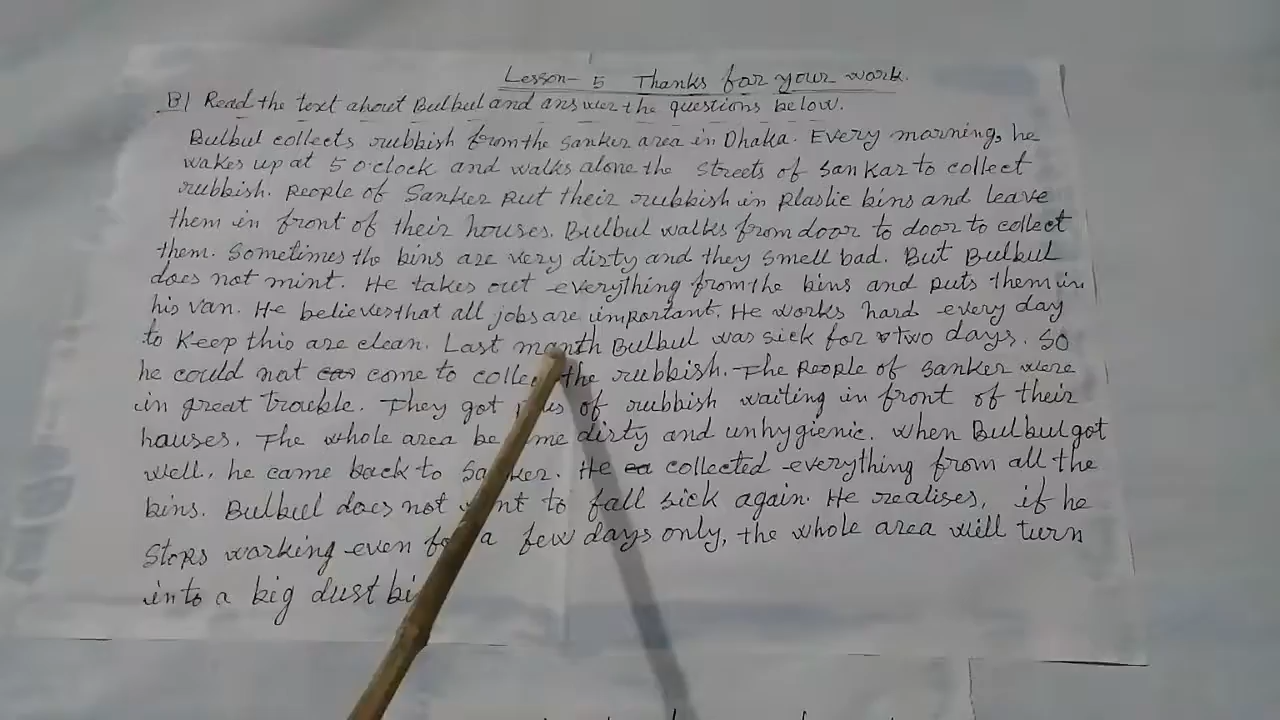 Lesson- 5 Thanks for your work.
B) Read the text about Bulbul and answer the questions below.
Bulbul collects rubbish from the Sanker area in Dhaka. Every morning, he
wakes up at 5 o'clock and walks alone the streets of Sankar to collect
rubbish. People of Sanker put their rubbish in plastic bins and leave
them in front of their houses. Bulbul walks from door to door to collect
them. Sometimes the bins are very dirty and they smell bad. But Bulbul
does not mint. He takes out everything from the bins and puts them in
his van. He believes that all jobs are important. He works hard every day
to keep this are clean. Last month Bulbul was sick for two days. So
he could not come to collec the rubbish. The people of Sanker were
in great trouble. They got of rubbish waiting in front of their
houses. The whole area be me dirty and unhygienic. When Bulbul got
well, he came back to Sa ker. He collected everything from all the
bins. Bulbul does not nt to fall sick again. He realises, if he
stops working even fo a few days only, the whole area will turn
into a big dust bi